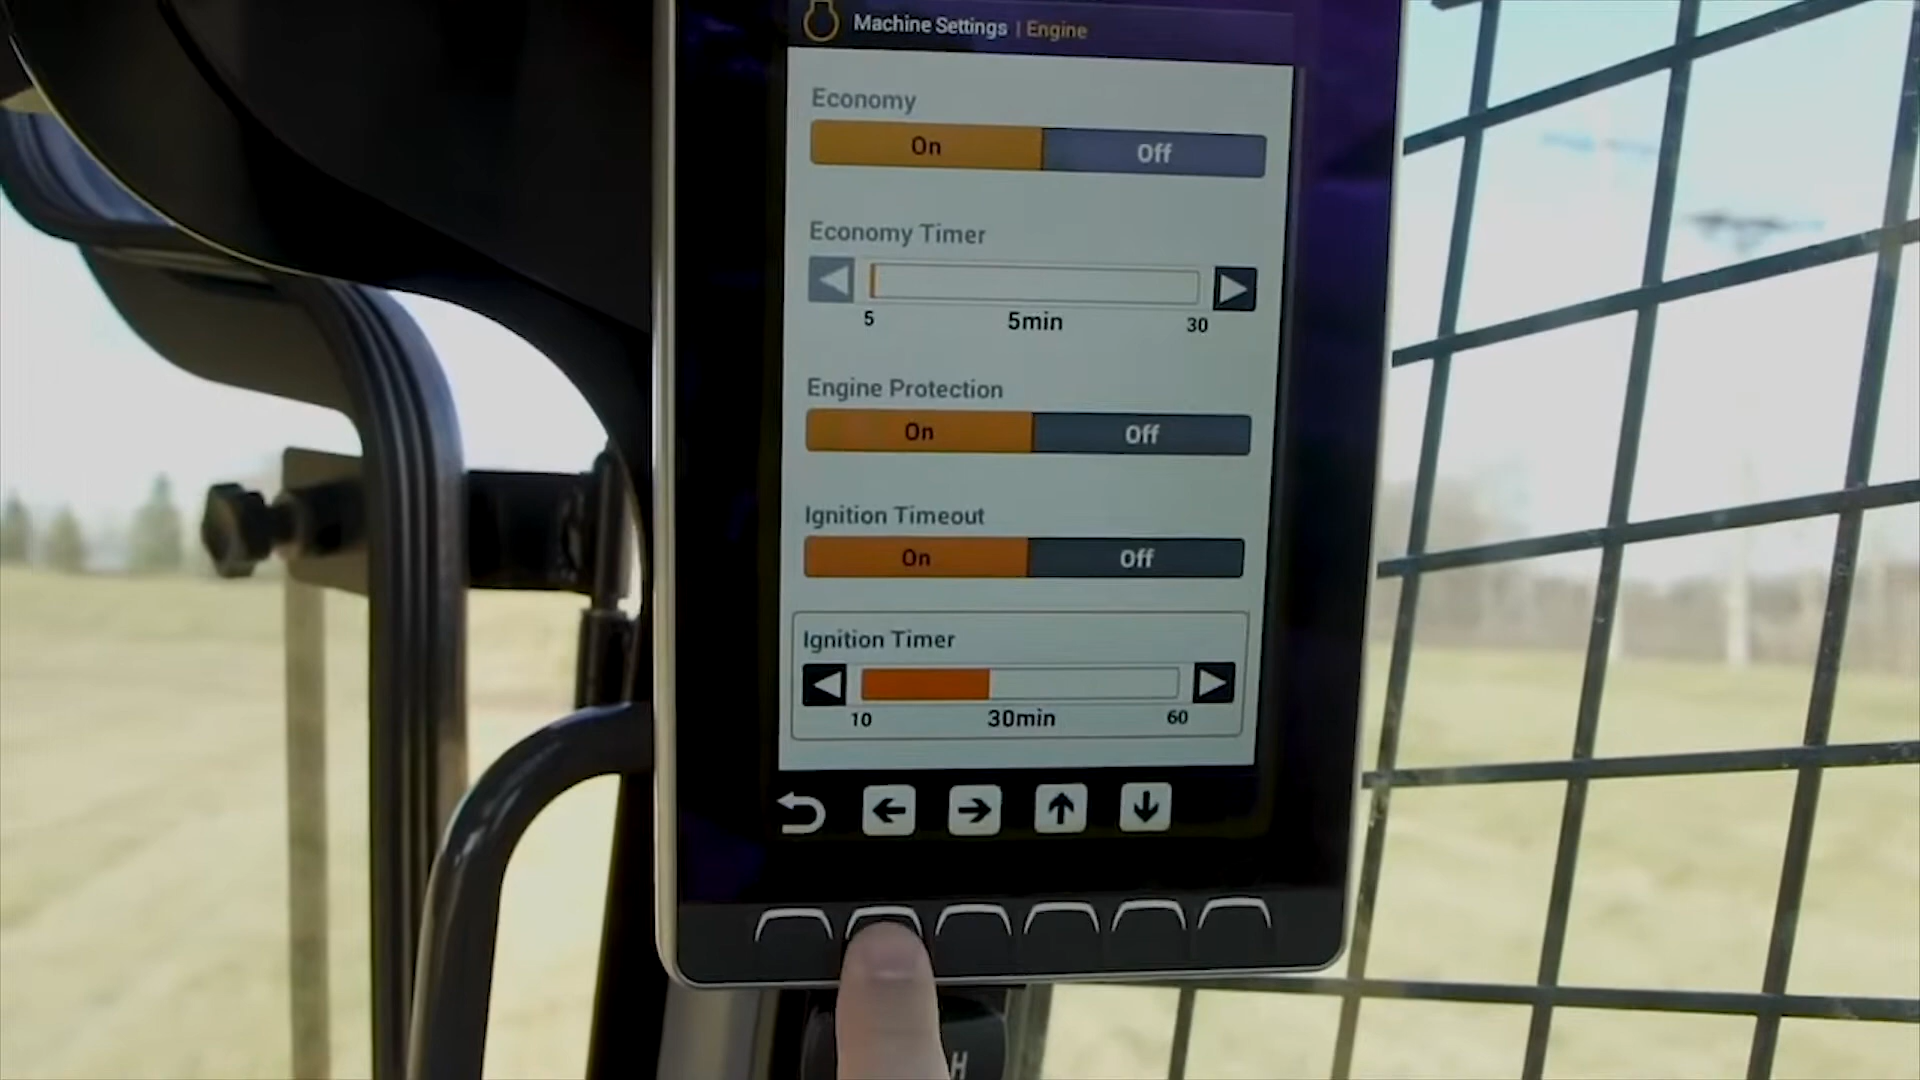 Machine Settings | Engine
Economy
On Off
Economy Timer
5 5min 30
Engine Protection
On Off
Ignition Timeout
On Off
Ignition Timer
10 30min 60
H